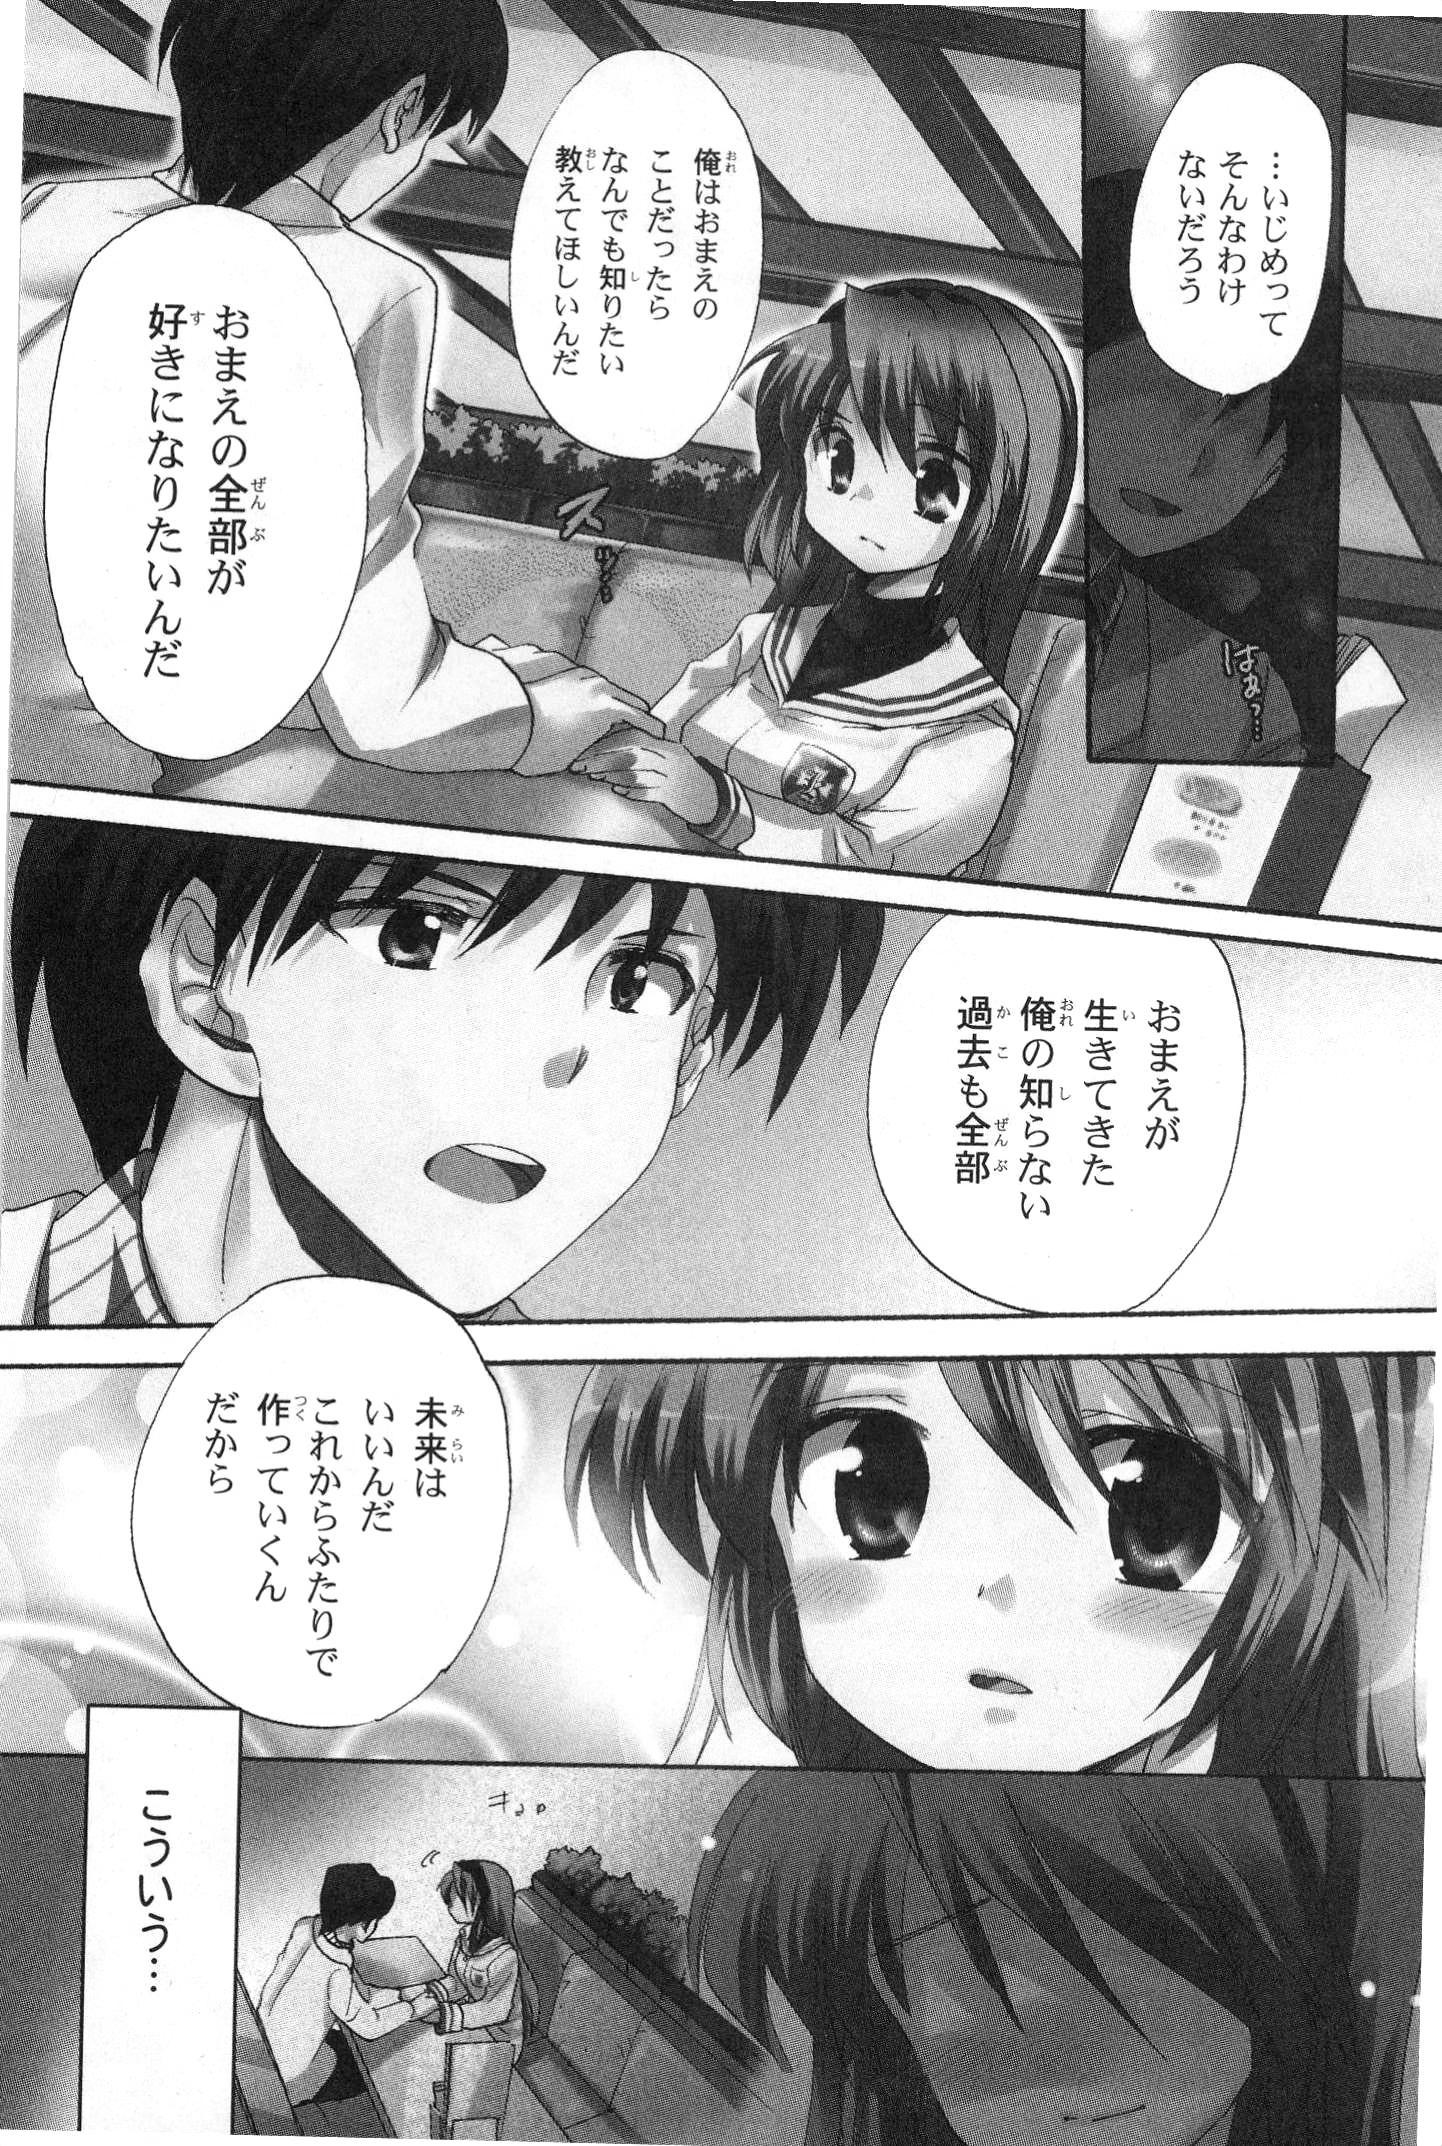 …いじめって
そんなわけ
ないだろう
はぁっ…
俺はおまえの
ことだったら
なんでも知りたい
教えてほしいんだ
スッ…
おまえの全部が
好きになりたいんだ
おまえが
生きてきた
俺の知らない
過去も全部
未来は
いいんだ
これからふたりで
作っていくん
だから
きゅ
こういう…